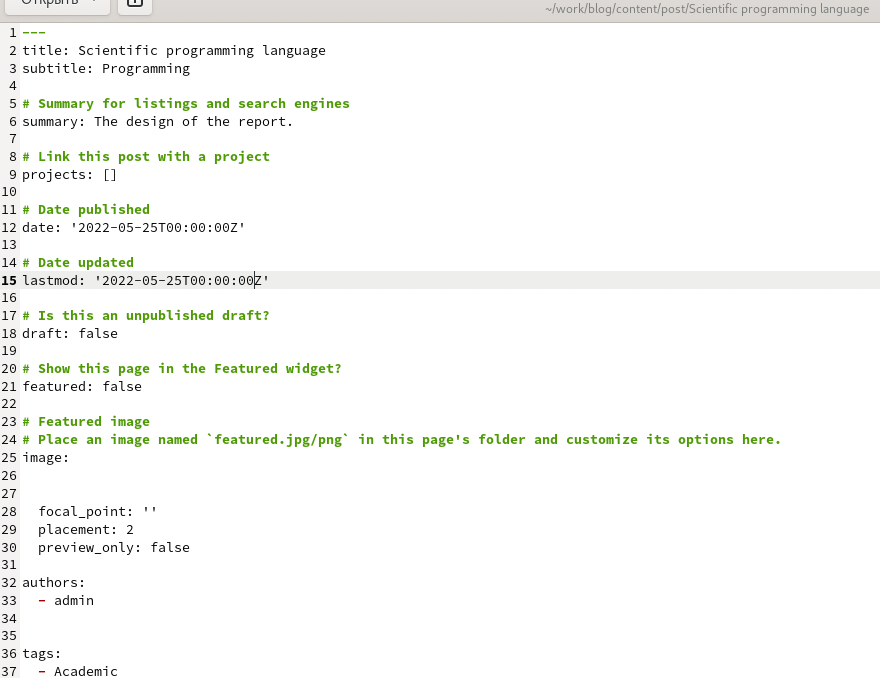 Открыть
~/work/blog/content/post/Scientific programming language
1 ---
2 title: Scientific programming language
3 subtitle: Programming
4
5 # Summary for listings and search engines
6 summary: The design of the report.
7
8 # Link this post with a project
9 projects: []
10
11 # Date published
12 date: '2022-05-25T00:00:00Z'
13
14 # Date updated
15 lastmod: '2022-05-25T00:00:00Z'
16
17 # Is this an unpublished draft?
18 draft: false
19
20 # Show this page in the Featured widget?
21 featured: false
22
23 # Featured image
24 # Place an image named `featured.jpg/png` in this page's folder and customize its options here.
25 image:
26
27
28   focal_point: ''
29   placement: 2
30   preview_only: false
31
32 authors:
33   - admin
34
35
36 tags:
37   - Academic